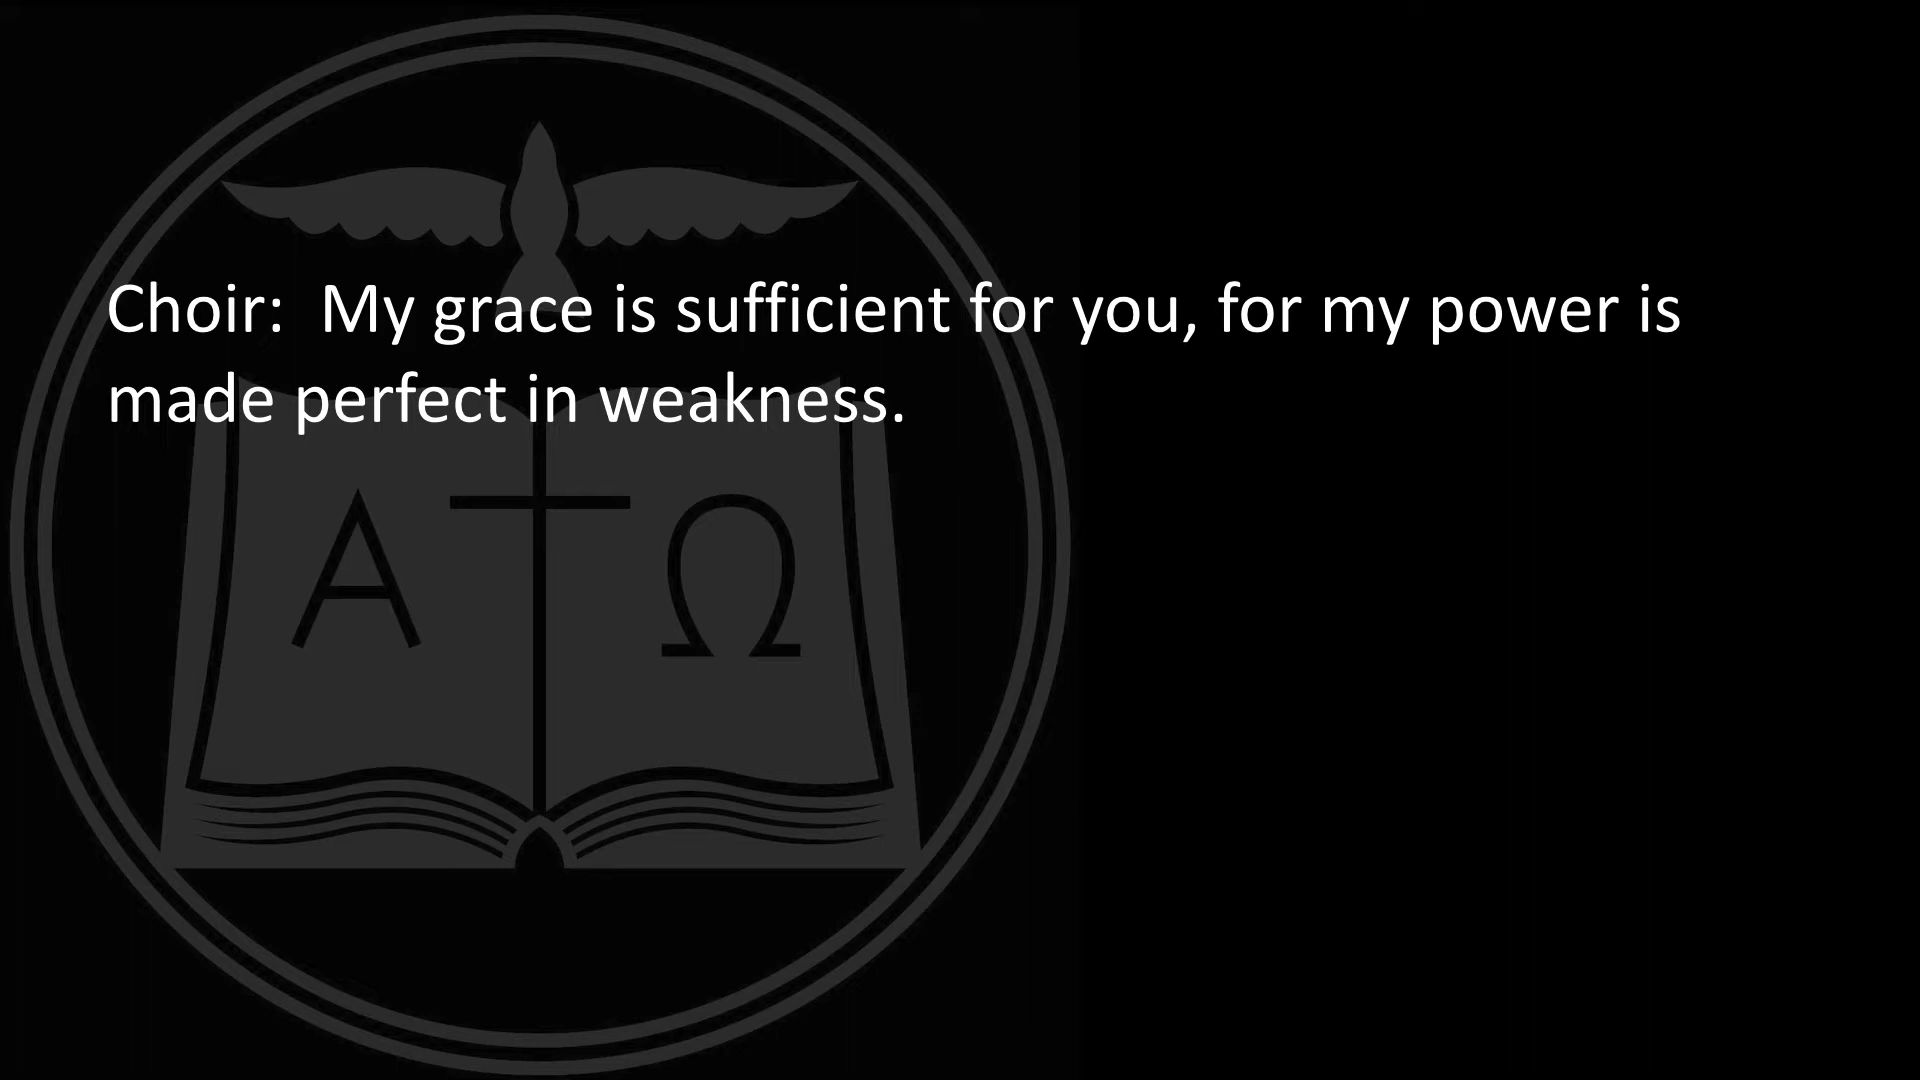 Choir:  My grace is sufficient for you, for my power is
made perfect in weakness.
Α Ω